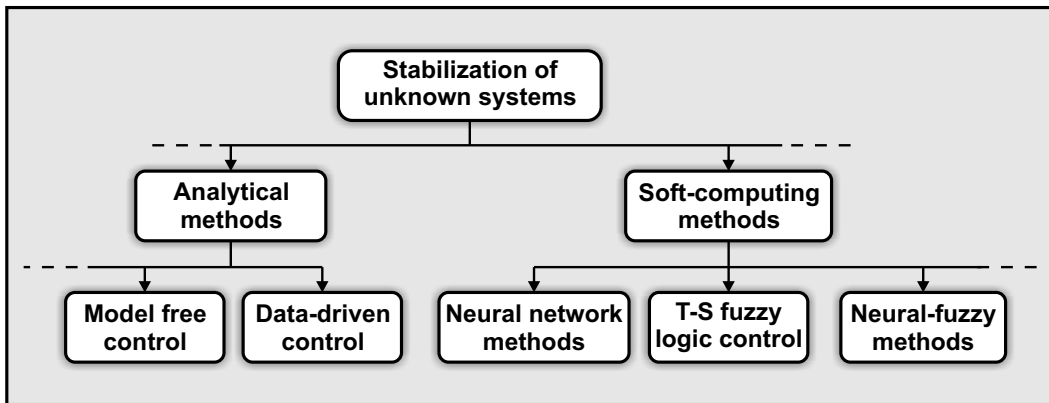 Stabilization of
unknown systems
Analytical
methods
Soft-computing
methods
Model free
control
Data-driven
control
Neural network
methods
T-S fuzzy
logic control
Neural-fuzzy
methods